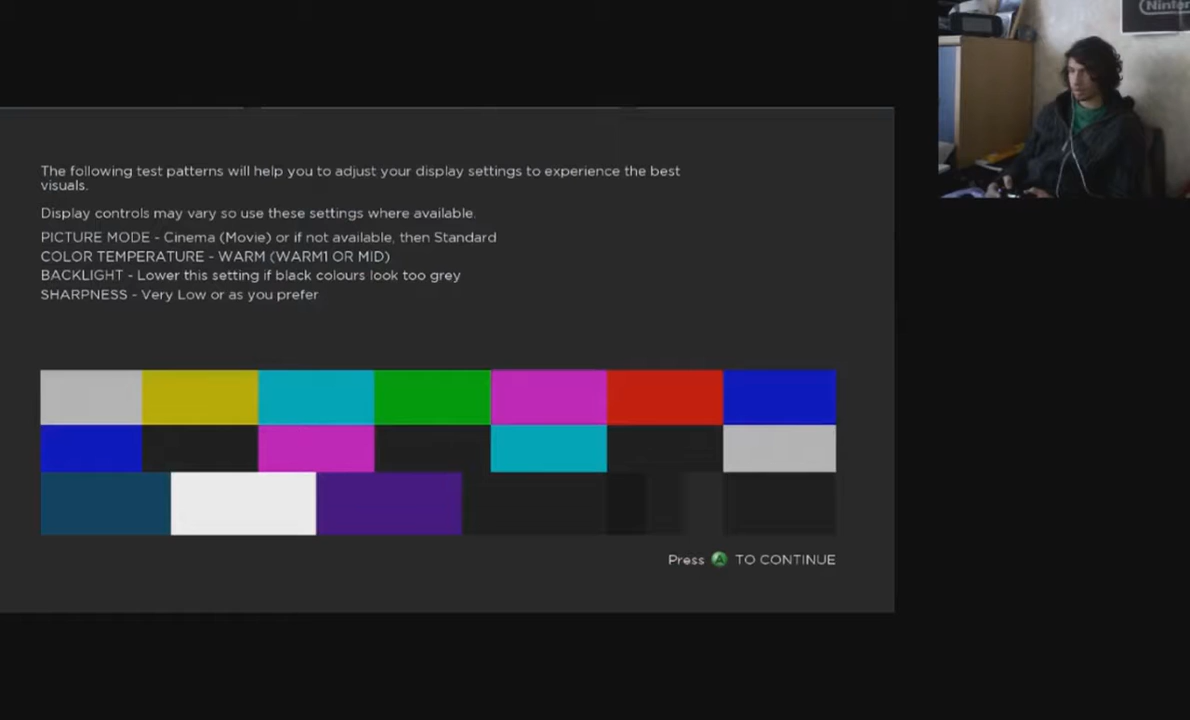 The following test patterns will help you to adjust your display settings to experience the best
visuals.
Display controls may vary so use these settings where available.
PICTURE MODE - Cinema (Movie) or if not available, then Standard
COLOR TEMPERATURE - WARM (WARM1 OR MID)
BACKLIGHT - Lower this setting if black colours look too grey
SHARPNESS - Very Low or as you prefer
Press A TO CONTINUE